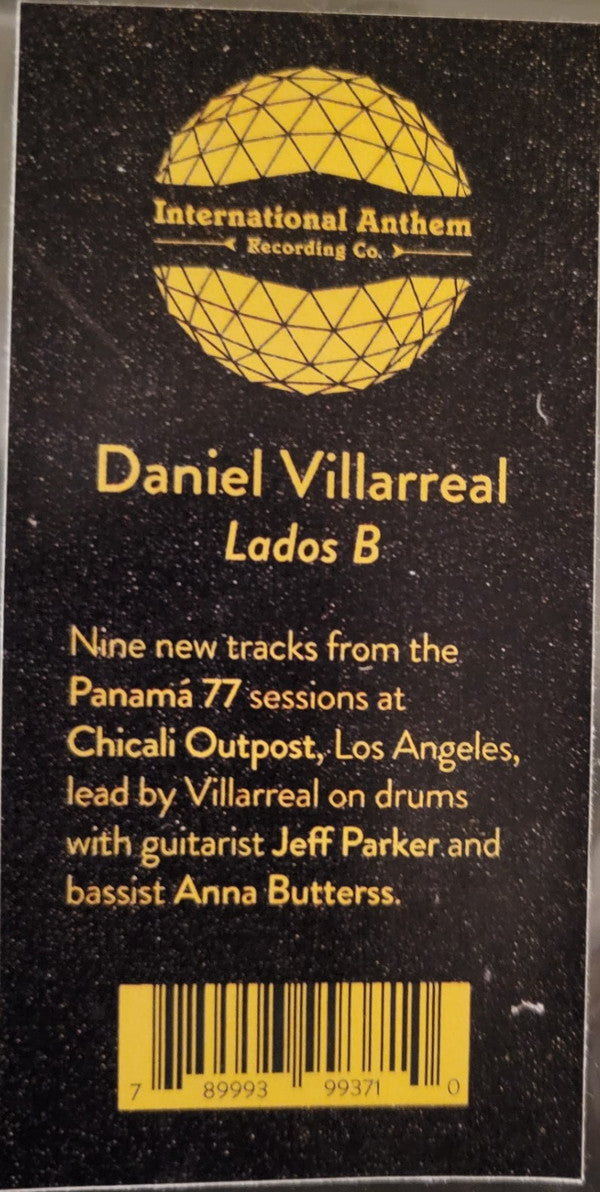 International Anthem
Recording Co.
Daniel Villarreal
Lados B
Nine new tracks from the
Panamá 77 sessions at
Chicali Outpost, Los Angeles,
lead by Villarreal on drums
with guitarist Jeff Parker and
bassist Anna Butterss.
7 89993 99371 0